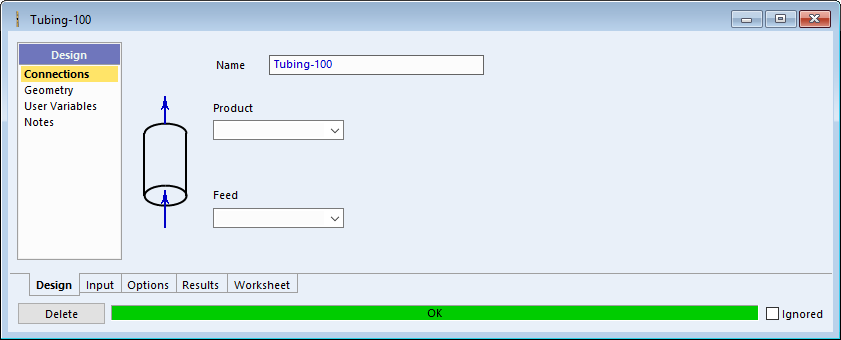 Tubing-100
Design
Connections
Geometry
User Variables
Notes
Name
Tubing-100
Product
Feed
Design Input Options Results Worksheet
Delete OK Ignored